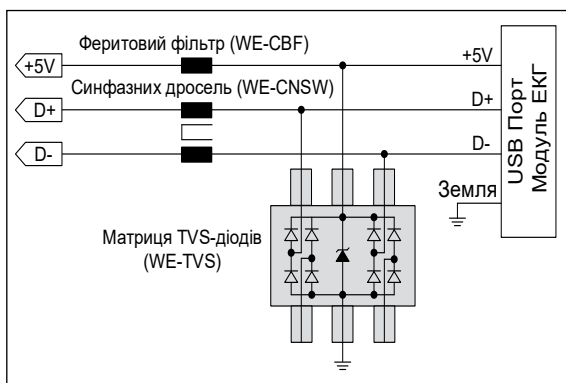 Феритовий фільтр (WE-CBF)
+5V
+5V
Синфазних дросель (WE-CNSW)
D+
D+
D-
D-
Земля
USB Порт
Модуль ЕКГ
Матриця TVS-діодів
(WE-TVS)